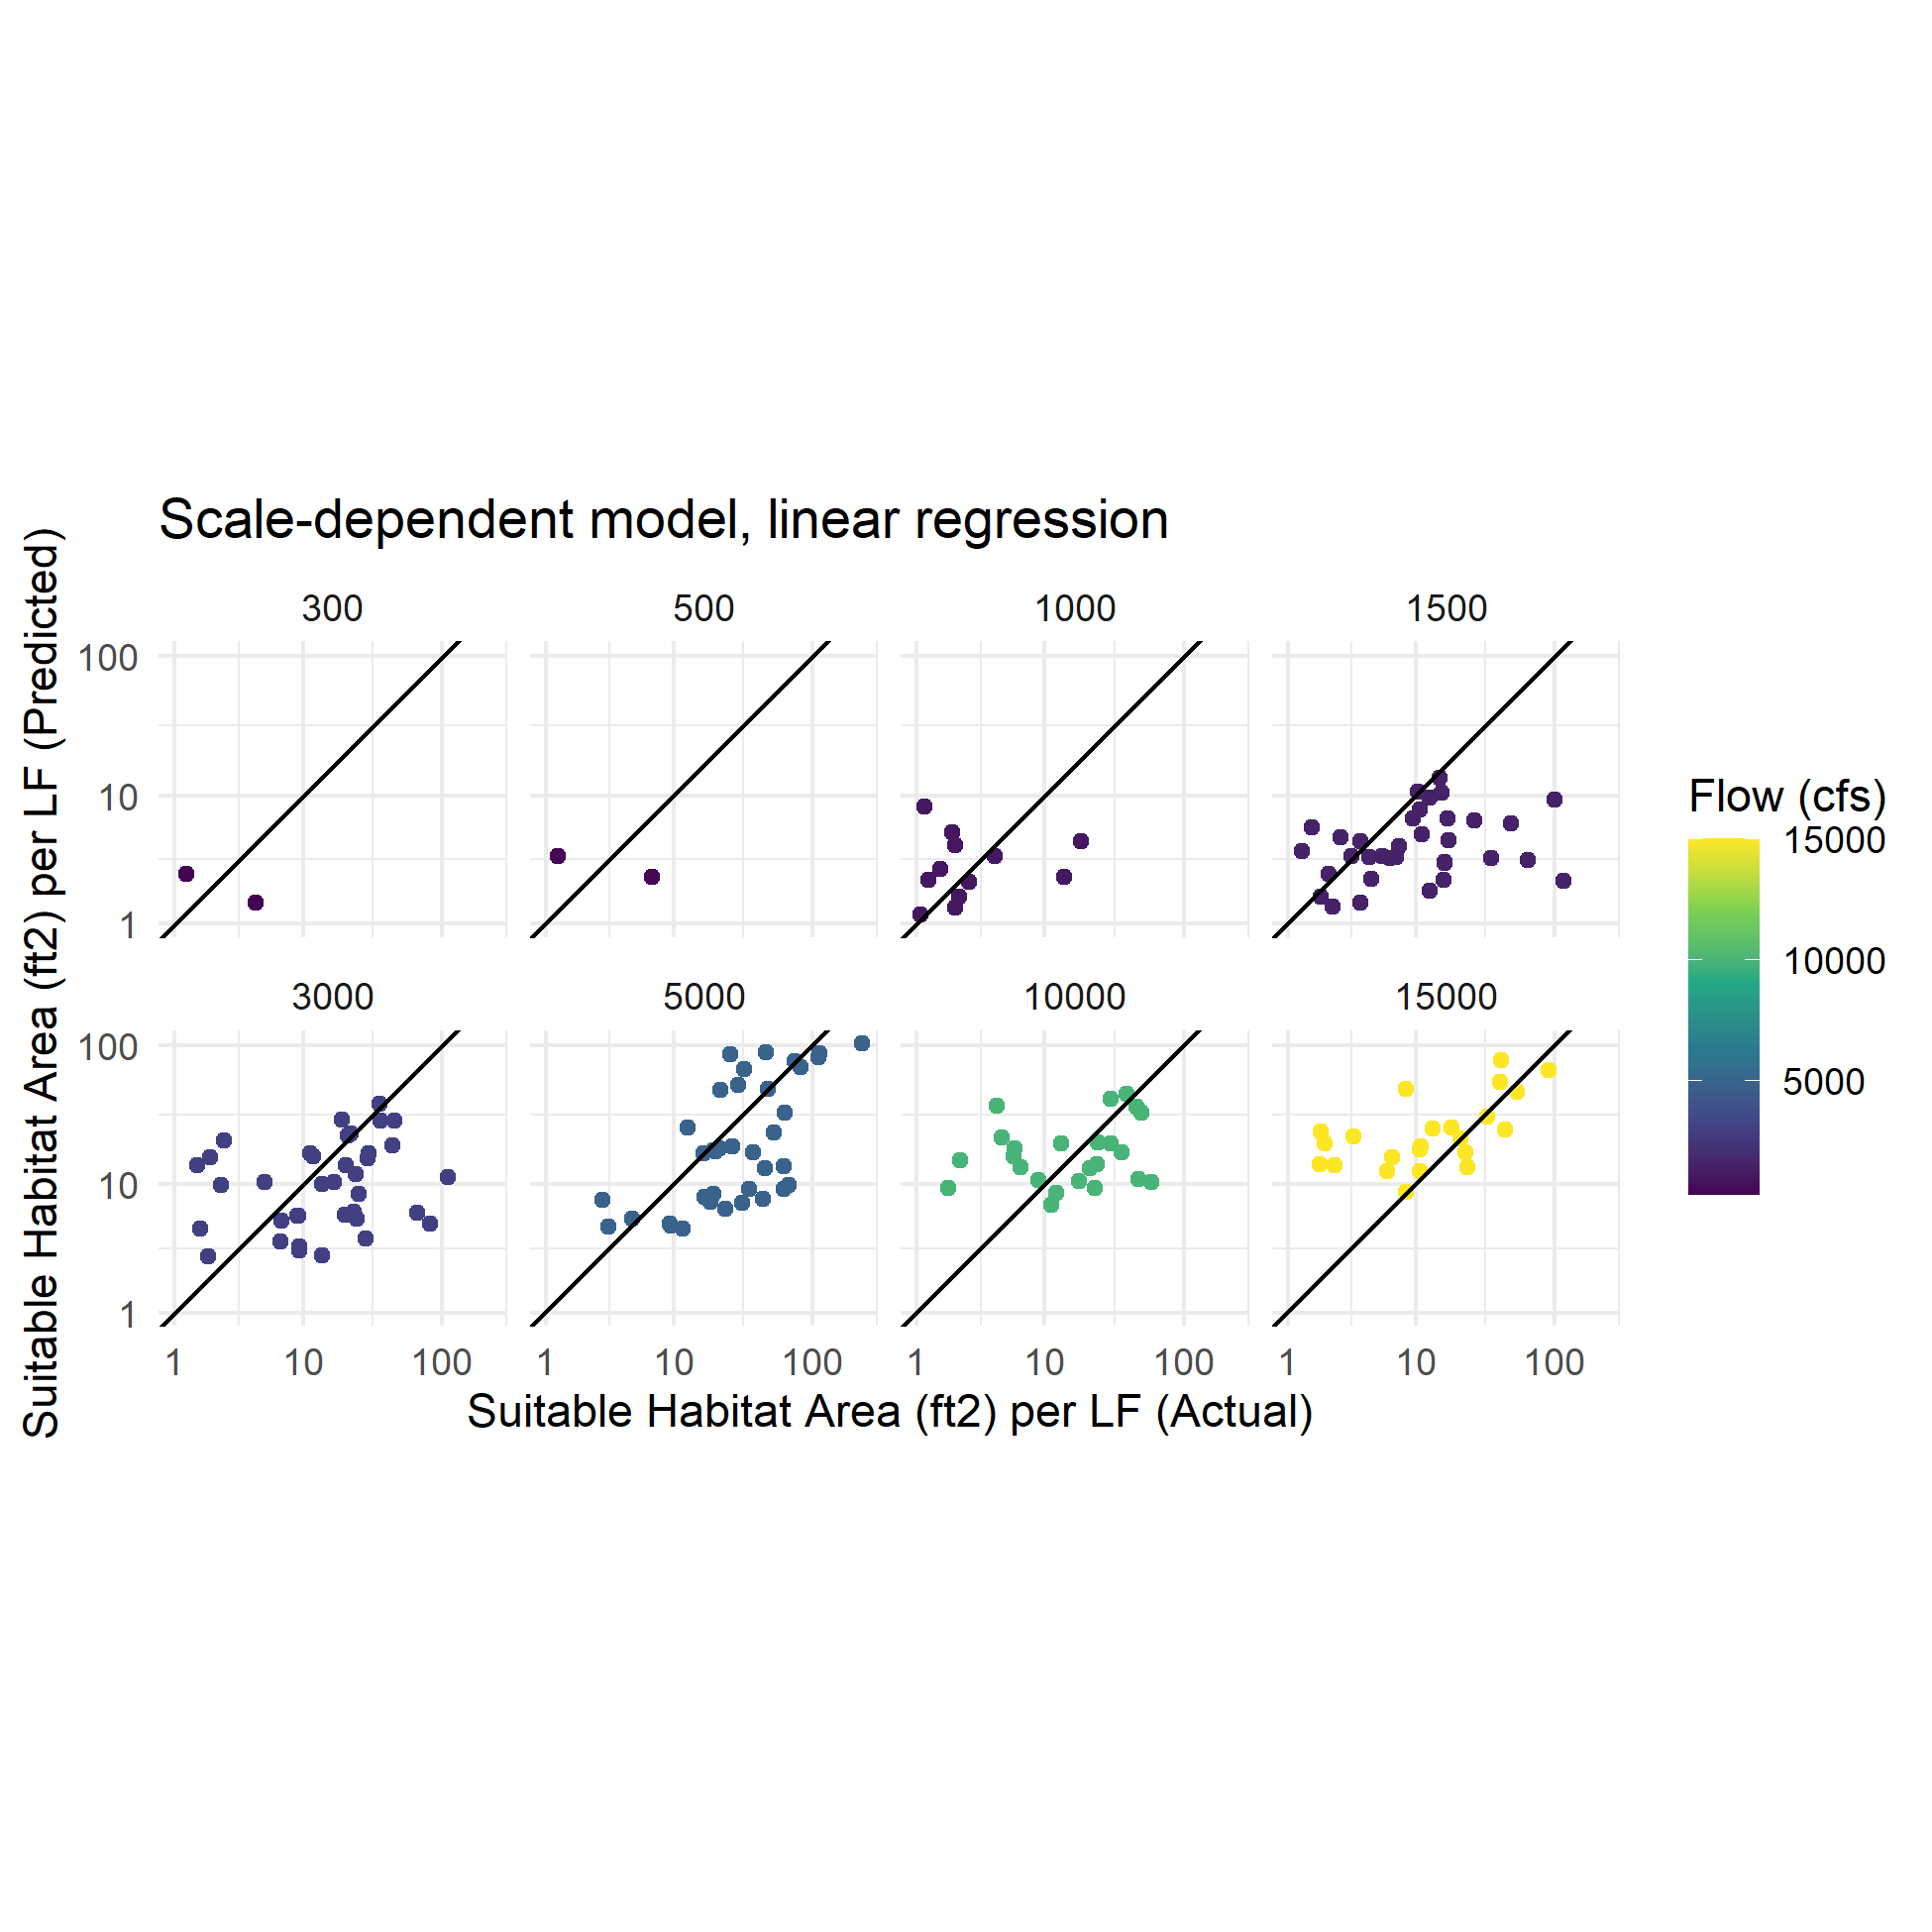 Scale-dependent model, linear regression
Suitable Habitat Area (ft2) per LF (Predicted)
300 500 1000 1500
100
10
1
3000 5000 10000 15000
100
10
1
1 10 100 1 10 100 1 10 100 1 10 100
Suitable Habitat Area (ft2) per LF (Actual)
Flow (cfs)
15000
10000
5000